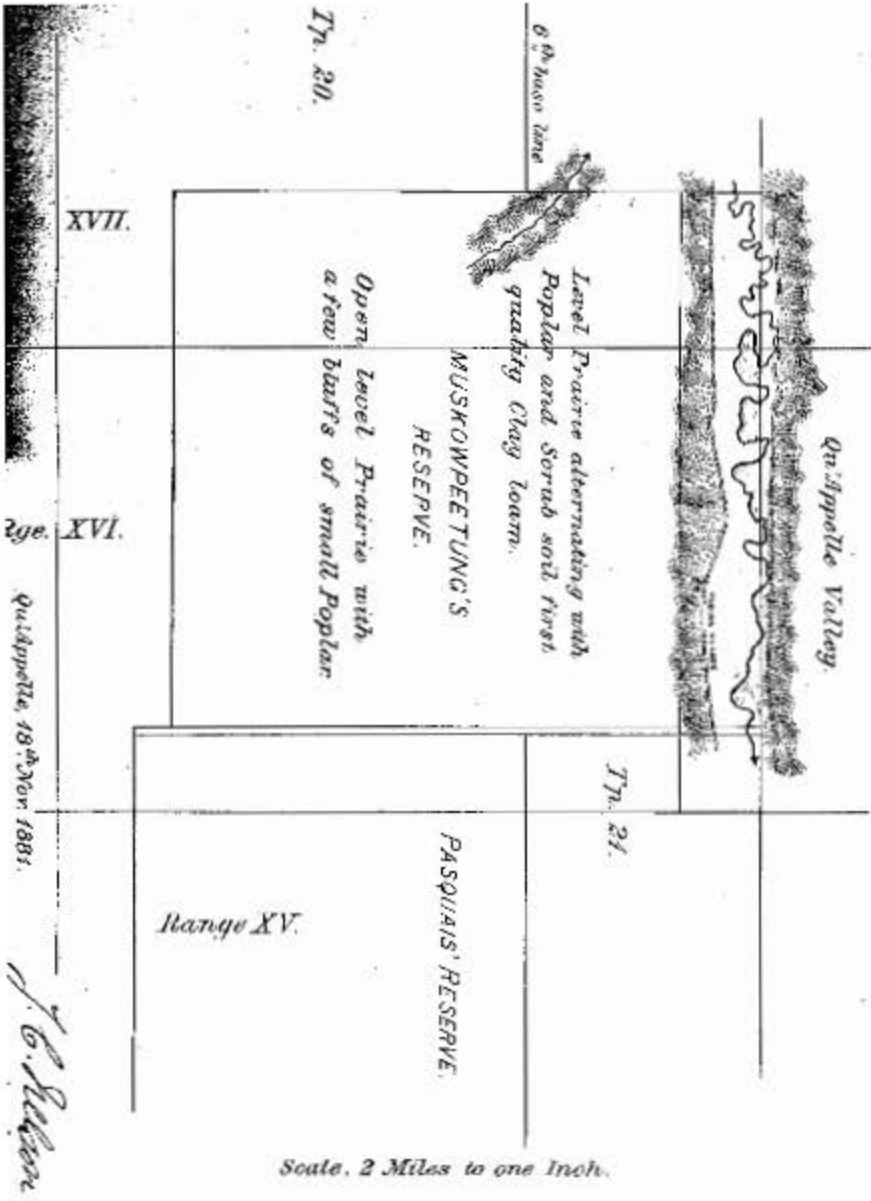 Qu'Appelle Valley.
6th base line
Level Prairie alternating with
Poplar and Scrub soil first
quality Clay loam.
MUSKOWPEETUNG'S
RESERVE.
Open level Prairie with
a few bluffs of small Poplar.
Tp. 20.
Tp. 21.
PASQUAIS' RESERVE.
XVII.
XVI.
Range XV.
Qu'Appelle, 18th Nov. 1881.
Scale, 2 Miles to one Inch.